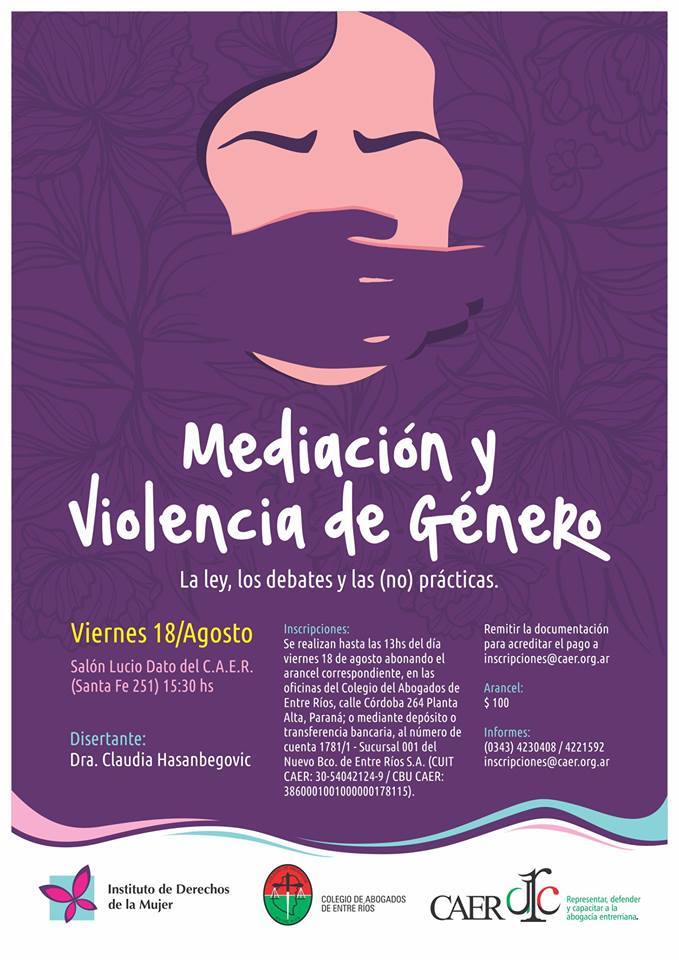 Mediación y
Violencia de Género
La ley, los debates y las (no) prácticas.
Viernes 18/Agosto
Salón Lucio Dato del C.A.E.R.
(Santa Fe 251) 15:30 hs
Disertante:
Dra. Claudia Hasanbegovic
Inscripciones:
Se realizan hasta las 13hs del día
viernes 18 de agosto abonando el
arancel correspondiente, en las
oficinas del Colegio del Abogados de
Entre Ríos, calle Córdoba 264 Planta
Alta, Paraná; o mediante depósito o
transferencia bancaria, al número de
cuenta 1781/1 - Sucursal 001 del
Nuevo Bco. de Entre Ríos S.A. (CUIT
CAER: 30-54042124-9 / CBU CAER:
3860001001000000178115).
Remitir la documentación
para acreditar el pago a
inscripciones@caer.org.ar
Arancel:
$ 100
Informes:
(0343) 4230408 / 4221592
inscripciones@caer.org.ar
Instituto de Derechos
de la Mujer
COLEGIO DE ABOGADOS
DE ENTRE RÍOS
CAER
Representar, defender
y capacitar a la
abogacía entrerriana.